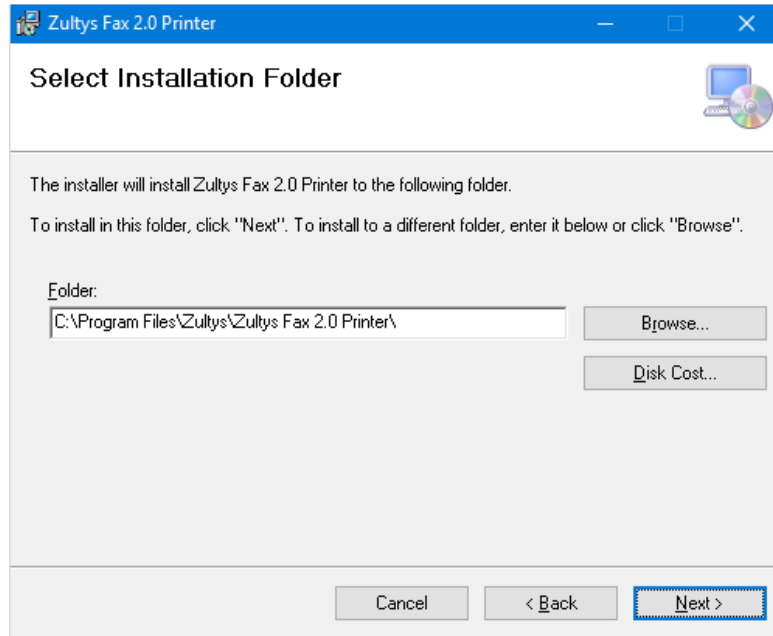 Zultys Fax 2.0 Printer
Select Installation Folder
The installer will install Zultys Fax 2.0 Printer to the following folder.
To install in this folder, click "Next". To install to a different folder, enter it below or click "Browse".
Folder:
C:\Program Files\Zultys\Zultys Fax 2.0 Printer\
Browse...
Disk Cost...
Cancel
< Back
Next >